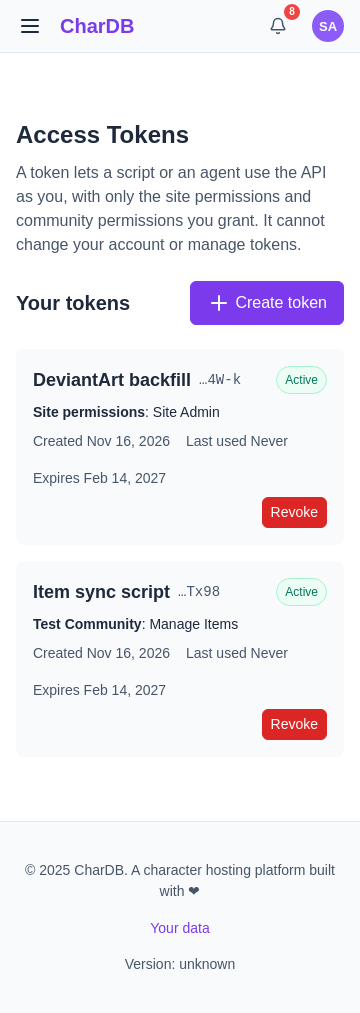 CharDB
8
SA
Access Tokens
A token lets a script or an agent use the API
as you, with only the site permissions and
community permissions you grant. It cannot
change your account or manage tokens.
Your tokens
Create token
DeviantArt backfill …4W-k
Active
Site permissions: Site Admin
Created Nov 16, 2026 Last used Never
Expires Feb 14, 2027
Revoke
Item sync script …Tx98
Active
Test Community: Manage Items
Created Nov 16, 2026 Last used Never
Expires Feb 14, 2027
Revoke
© 2025 CharDB. A character hosting platform built
with ❤
Your data
Version: unknown